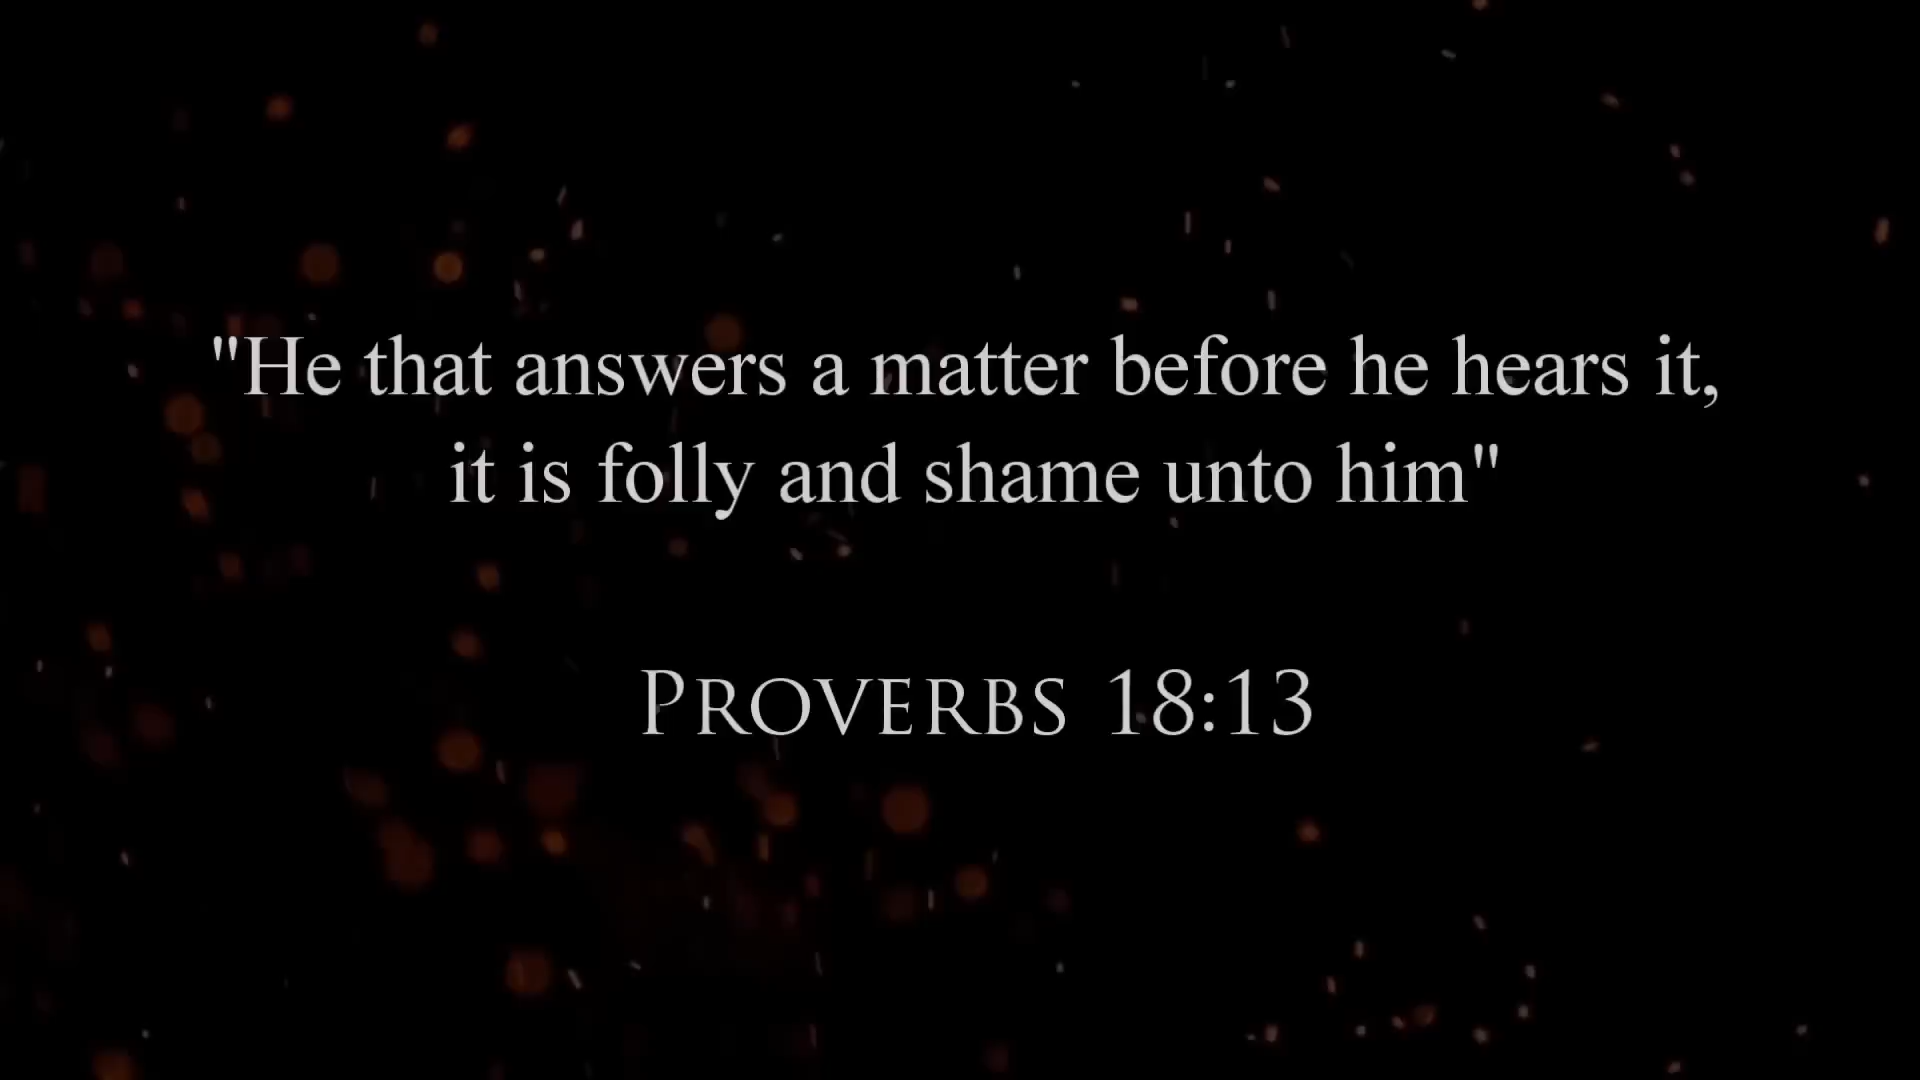 "He that answers a matter before he hears it,
it is folly and shame unto him"
PROVERBS 18:13